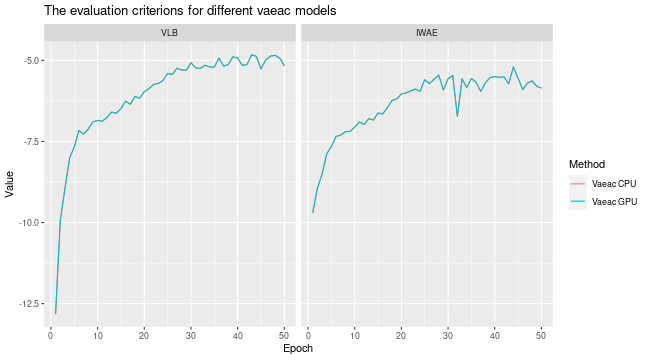 The evaluation criterions for different vaeac models
VLB
IWAE
Value
-5.0
-7.5
-10.0
-12.5
0 10 20 30 40 50
0 10 20 30 40 50
Epoch
Method
Vaeac CPU
Vaeac GPU